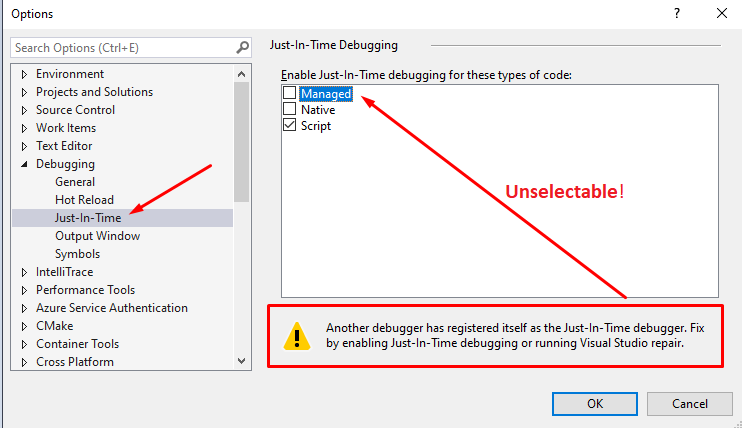 Options
?
Search Options (Ctrl+E)
Environment
Projects and Solutions
Source Control
Work Items
Text Editor
Debugging
General
Hot Reload
Just-In-Time
Output Window
Symbols
IntelliTrace
Performance Tools
Azure Service Authentication
CMake
Container Tools
Cross Platform
Just-In-Time Debugging
Enable Just-In-Time debugging for these types of code:
Managed
Native
Script
Unselectable!
Another debugger has registered itself as the Just-In-Time debugger. Fix
by enabling Just-In-Time debugging or running Visual Studio repair.
OK
Cancel